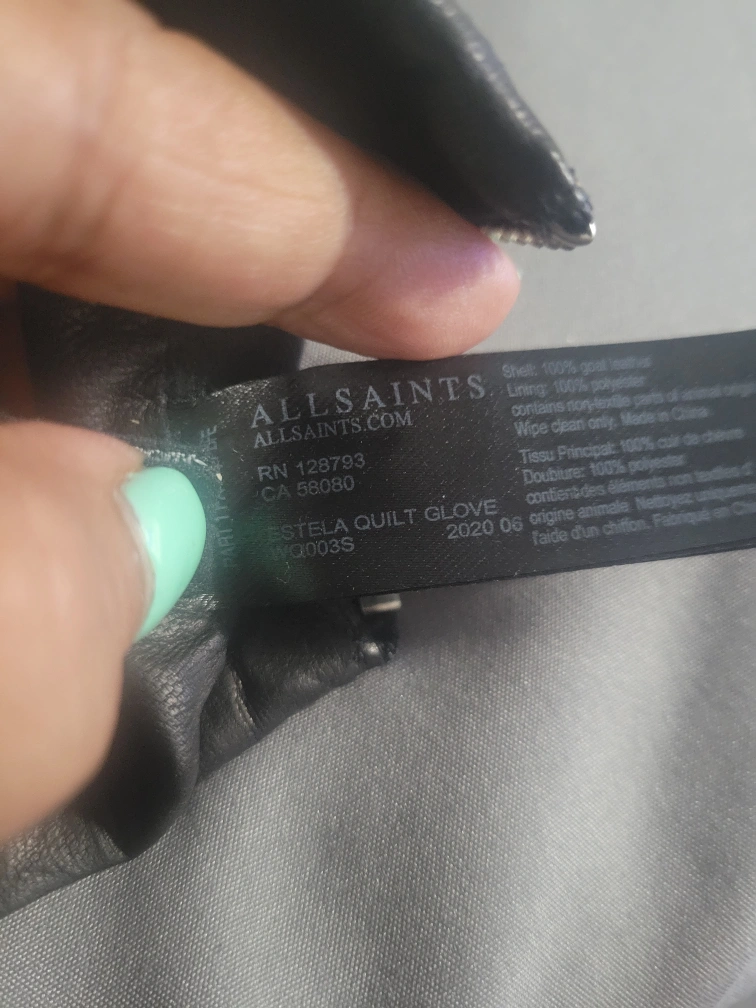 ALLSAINTS
ALLSAINTS.COM
RN 128793
CA 58080
ESTELA QUILT GLOVE
WQ003S 2020 06
Shell: 100% goat leather
Lining: 100% polyester
contains non-textile parts of animal
Wipe clean only. Made in China
Tissu Principal: 100% cuir de chèvre
Doublure: 100% polyester
contient des éléments non textiles
origine animale. Nettoyez uniquement
l'aide d'un chiffon. Fabriqué en